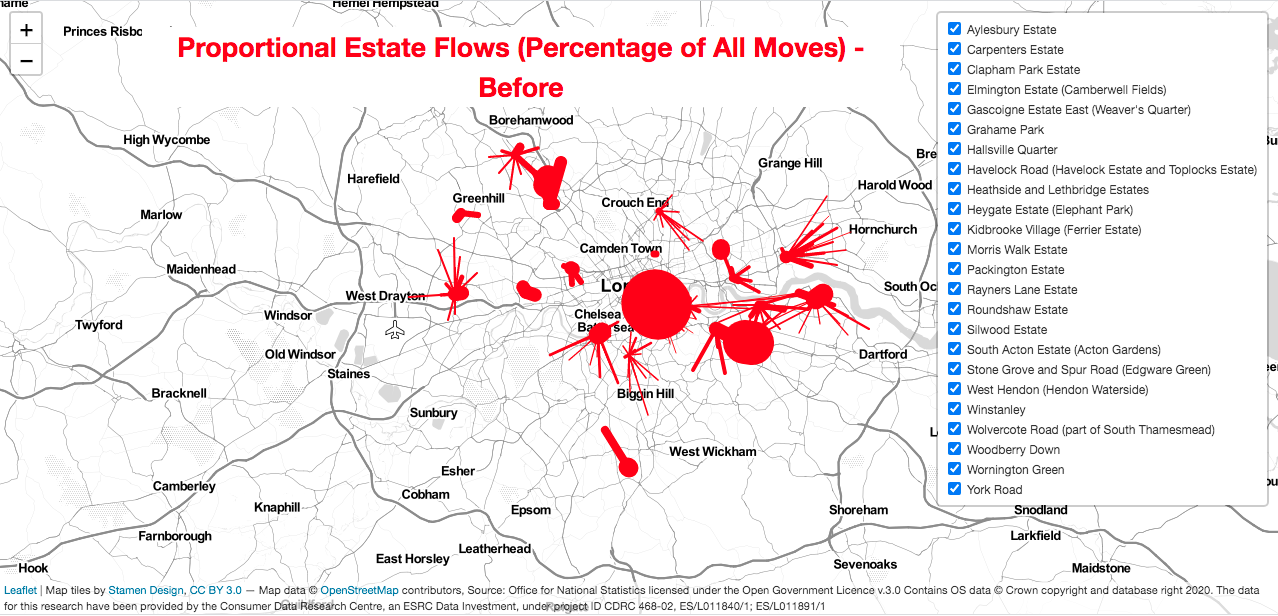 name
Hemel Hempstead
+
Princes Risbo
−
Proportional Estate Flows (Percentage of All Moves) -
Before
Borehamwood
High Wycombe
Grange Hill
Bre
Harefield
Harold Wood
Greenhill
Crouch End
Marlow
Hornchurch
Camden Town
Maidenhead
West Drayton
Lon
South Oc
Windsor
Chelsea
Twyford
Old Windsor
Dartford
Staines
Bracknell
Biggin Hill
Sunbury
West Wickham
Esher
Camberley
Cobham
Knaphill
Epsom
Shoreham
Snodland
Farnborough
Larkfield
Leatherhead
East Horsley
Sevenoaks
Hook
Maidstone
Aylesbury Estate
Carpenters Estate
Clapham Park Estate
Elmington Estate (Camberwell Fields)
Gascoigne Estate East (Weaver's Quarter)
Grahame Park
Hallsville Quarter
Havelock Road (Havelock Estate and Toplocks Estate)
Heathside and Lethbridge Estates
Heygate Estate (Elephant Park)
Kidbrooke Village (Ferrier Estate)
Morris Walk Estate
Packington Estate
Rayners Lane Estate
Roundshaw Estate
Silwood Estate
South Acton Estate (Acton Gardens)
Stone Grove and Spur Road (Edgware Green)
West Hendon (Hendon Waterside)
Winstanley
Wolvercote Road (part of South Thamesmead)
Woodberry Down
Wornington Green
York Road
Leaflet | Map tiles by Stamen Design, CC BY 3.0 — Map data © OpenStreetMap contributors, Source: Office for National Statistics licensed under the Open Government Licence v.3.0 Contains OS data © Crown copyright and database right 2020. The data
for this research have been provided by the Consumer Data Research Centre, an ESRC Data Investment, under project ID CDRC 468-02, ES/L011840/1; ES/L011891/1